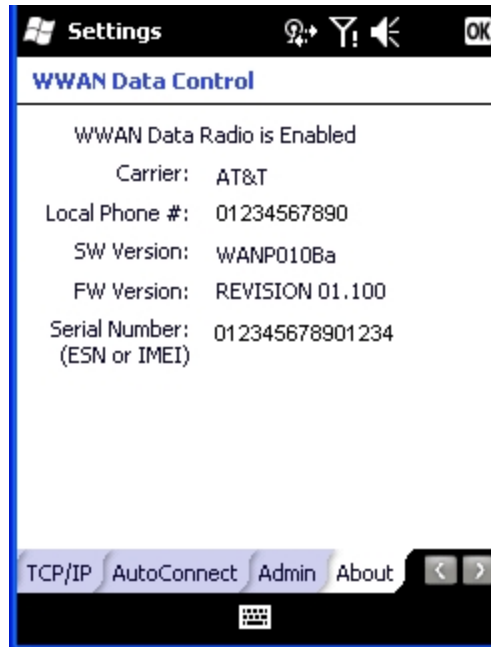 Settings
OK
WWAN Data Control
WWAN Data Radio is Enabled
Carrier: AT&T
Local Phone #: 01234567890
SW Version: WANP010Ba
FW Version: REVISION 01.100
Serial Number: 012345678901234
(ESN or IMEI)
TCP/IP AutoConnect Admin About